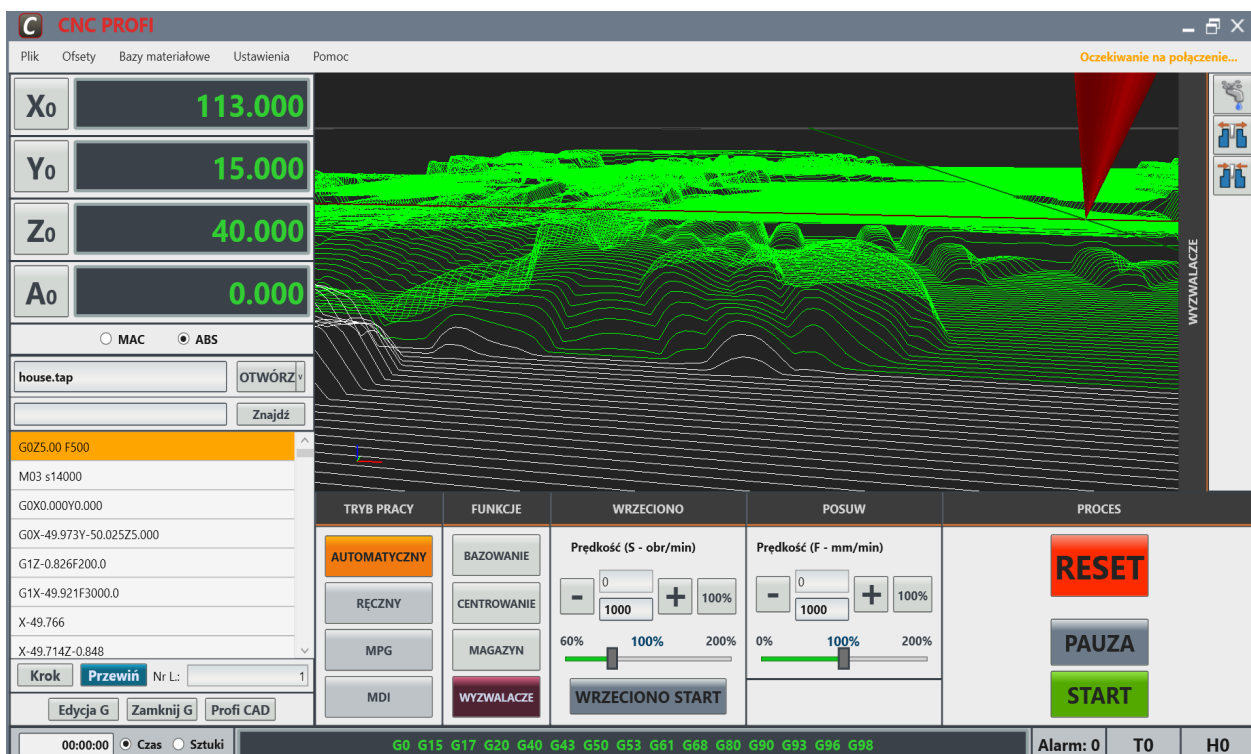 C CNC PROFI
Plik Ofsety Bazy materiałowe Ustawienia Pomoc Oczekiwanie na połączenie...
X0 113.000
Y0 15.000
Z0 40.000
A0 0.000
MAC ABS
house.tap OTWÓRZ
Znajdź
G0Z5.00 F500
M03 s14000
G0X0.000Y0.000
G0X-49.973Y-50.025Z5.000
G1Z-0.826F200.0
G1X-49.921F3000.0
X-49.766
X-49.714Z-0.848
Krok Przewiń Nr L.: 1
Edycja G Zamknij G Profi CAD
WYZWALACZE
TRYB PRACY FUNKCJE WRZECIONO POSUW PROCES
AUTOMATYCZNY
RĘCZNY
MPG
MDI
BAZOWANIE
CENTROWANIE
MAGAZYN
WYZWALACZE
Prędkość (S - obr/min)
- 0 + 100%
1000
60% 100% 200%
WRZECIONO START
Prędkość (F - mm/min)
- 0 + 100%
1000
0% 100% 200%
RESET
PAUZA
START
00:00:00 Czas Sztuki G0 G15 G17 G20 G40 G43 G50 G53 G61 G68 G80 G90 G93 G96 G98 Alarm: 0 T0 H0